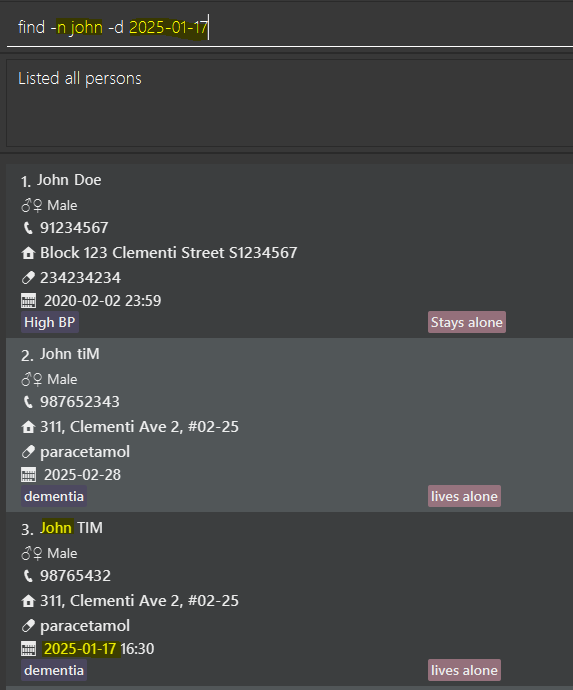 find -n john -d 2025-01-17
Listed all persons
1. John Doe
Male
91234567
Block 123 Clementi Street S1234567
234234234
2020-02-02 23:59
High BP Stays alone
2. John tiM
Male
987652343
311, Clementi Ave 2, #02-25
paracetamol
2025-02-28
dementia lives alone
3. John TIM
Male
98765432
311, Clementi Ave 2, #02-25
paracetamol
2025-01-17 16:30
dementia lives alone